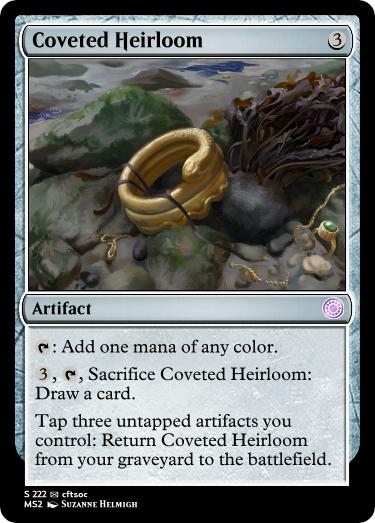 Coveted Heirloom 3
Artifact
: Add one mana of any color.
3, , Sacrifice Coveted Heirloom:
Draw a card.
Tap three untapped artifacts you
control: Return Coveted Heirloom
from your graveyard to the battlefield.
S 222 cftsoc
MS2 Suzanne Helmigh